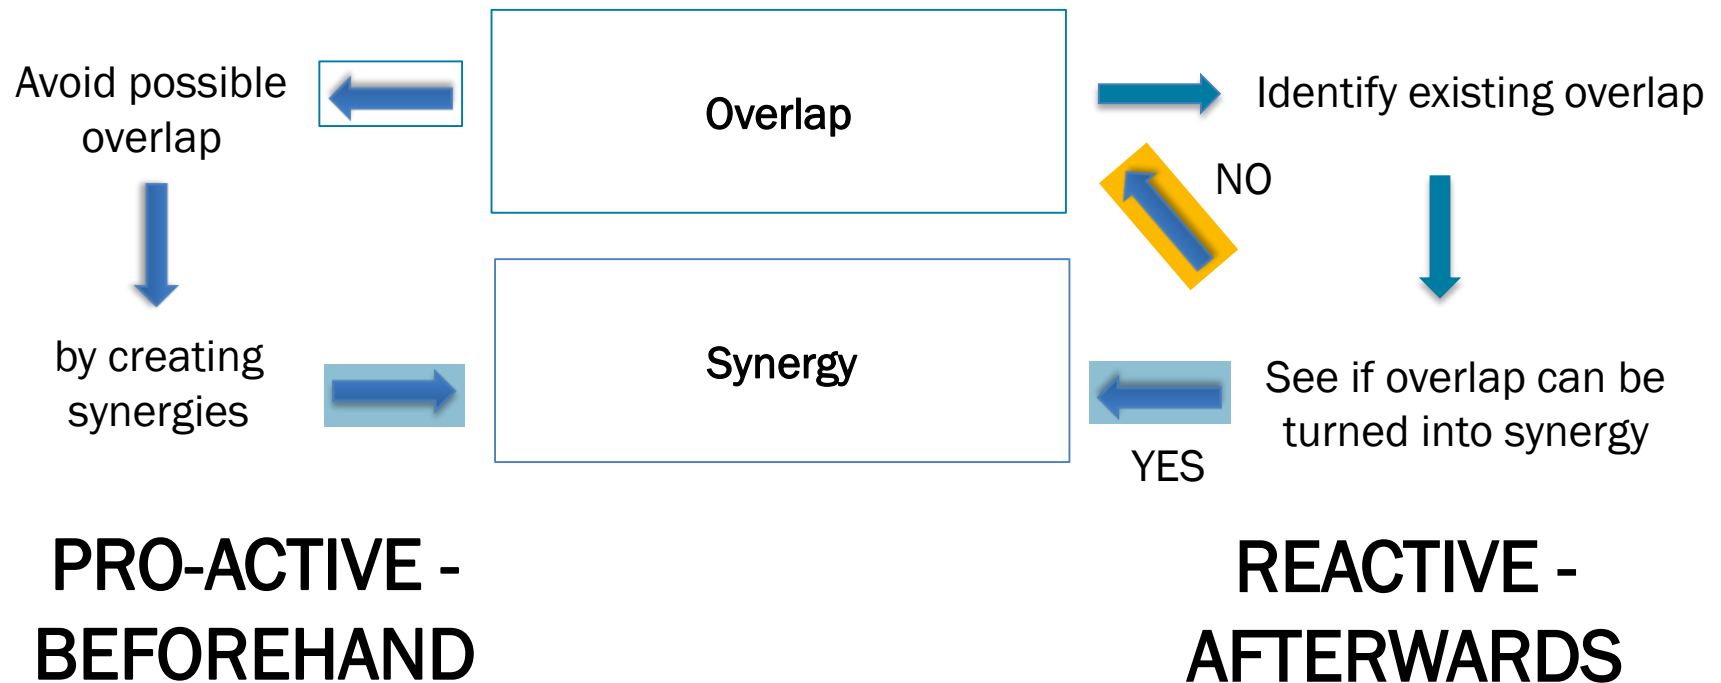 Avoid possible
overlap
Overlap
Identify existing overlap
NO
by creating
synergies
Synergy
See if overlap can be
turned into synergy
YES
PRO-ACTIVE -
BEFOREHAND
REACTIVE -
AFTERWARDS